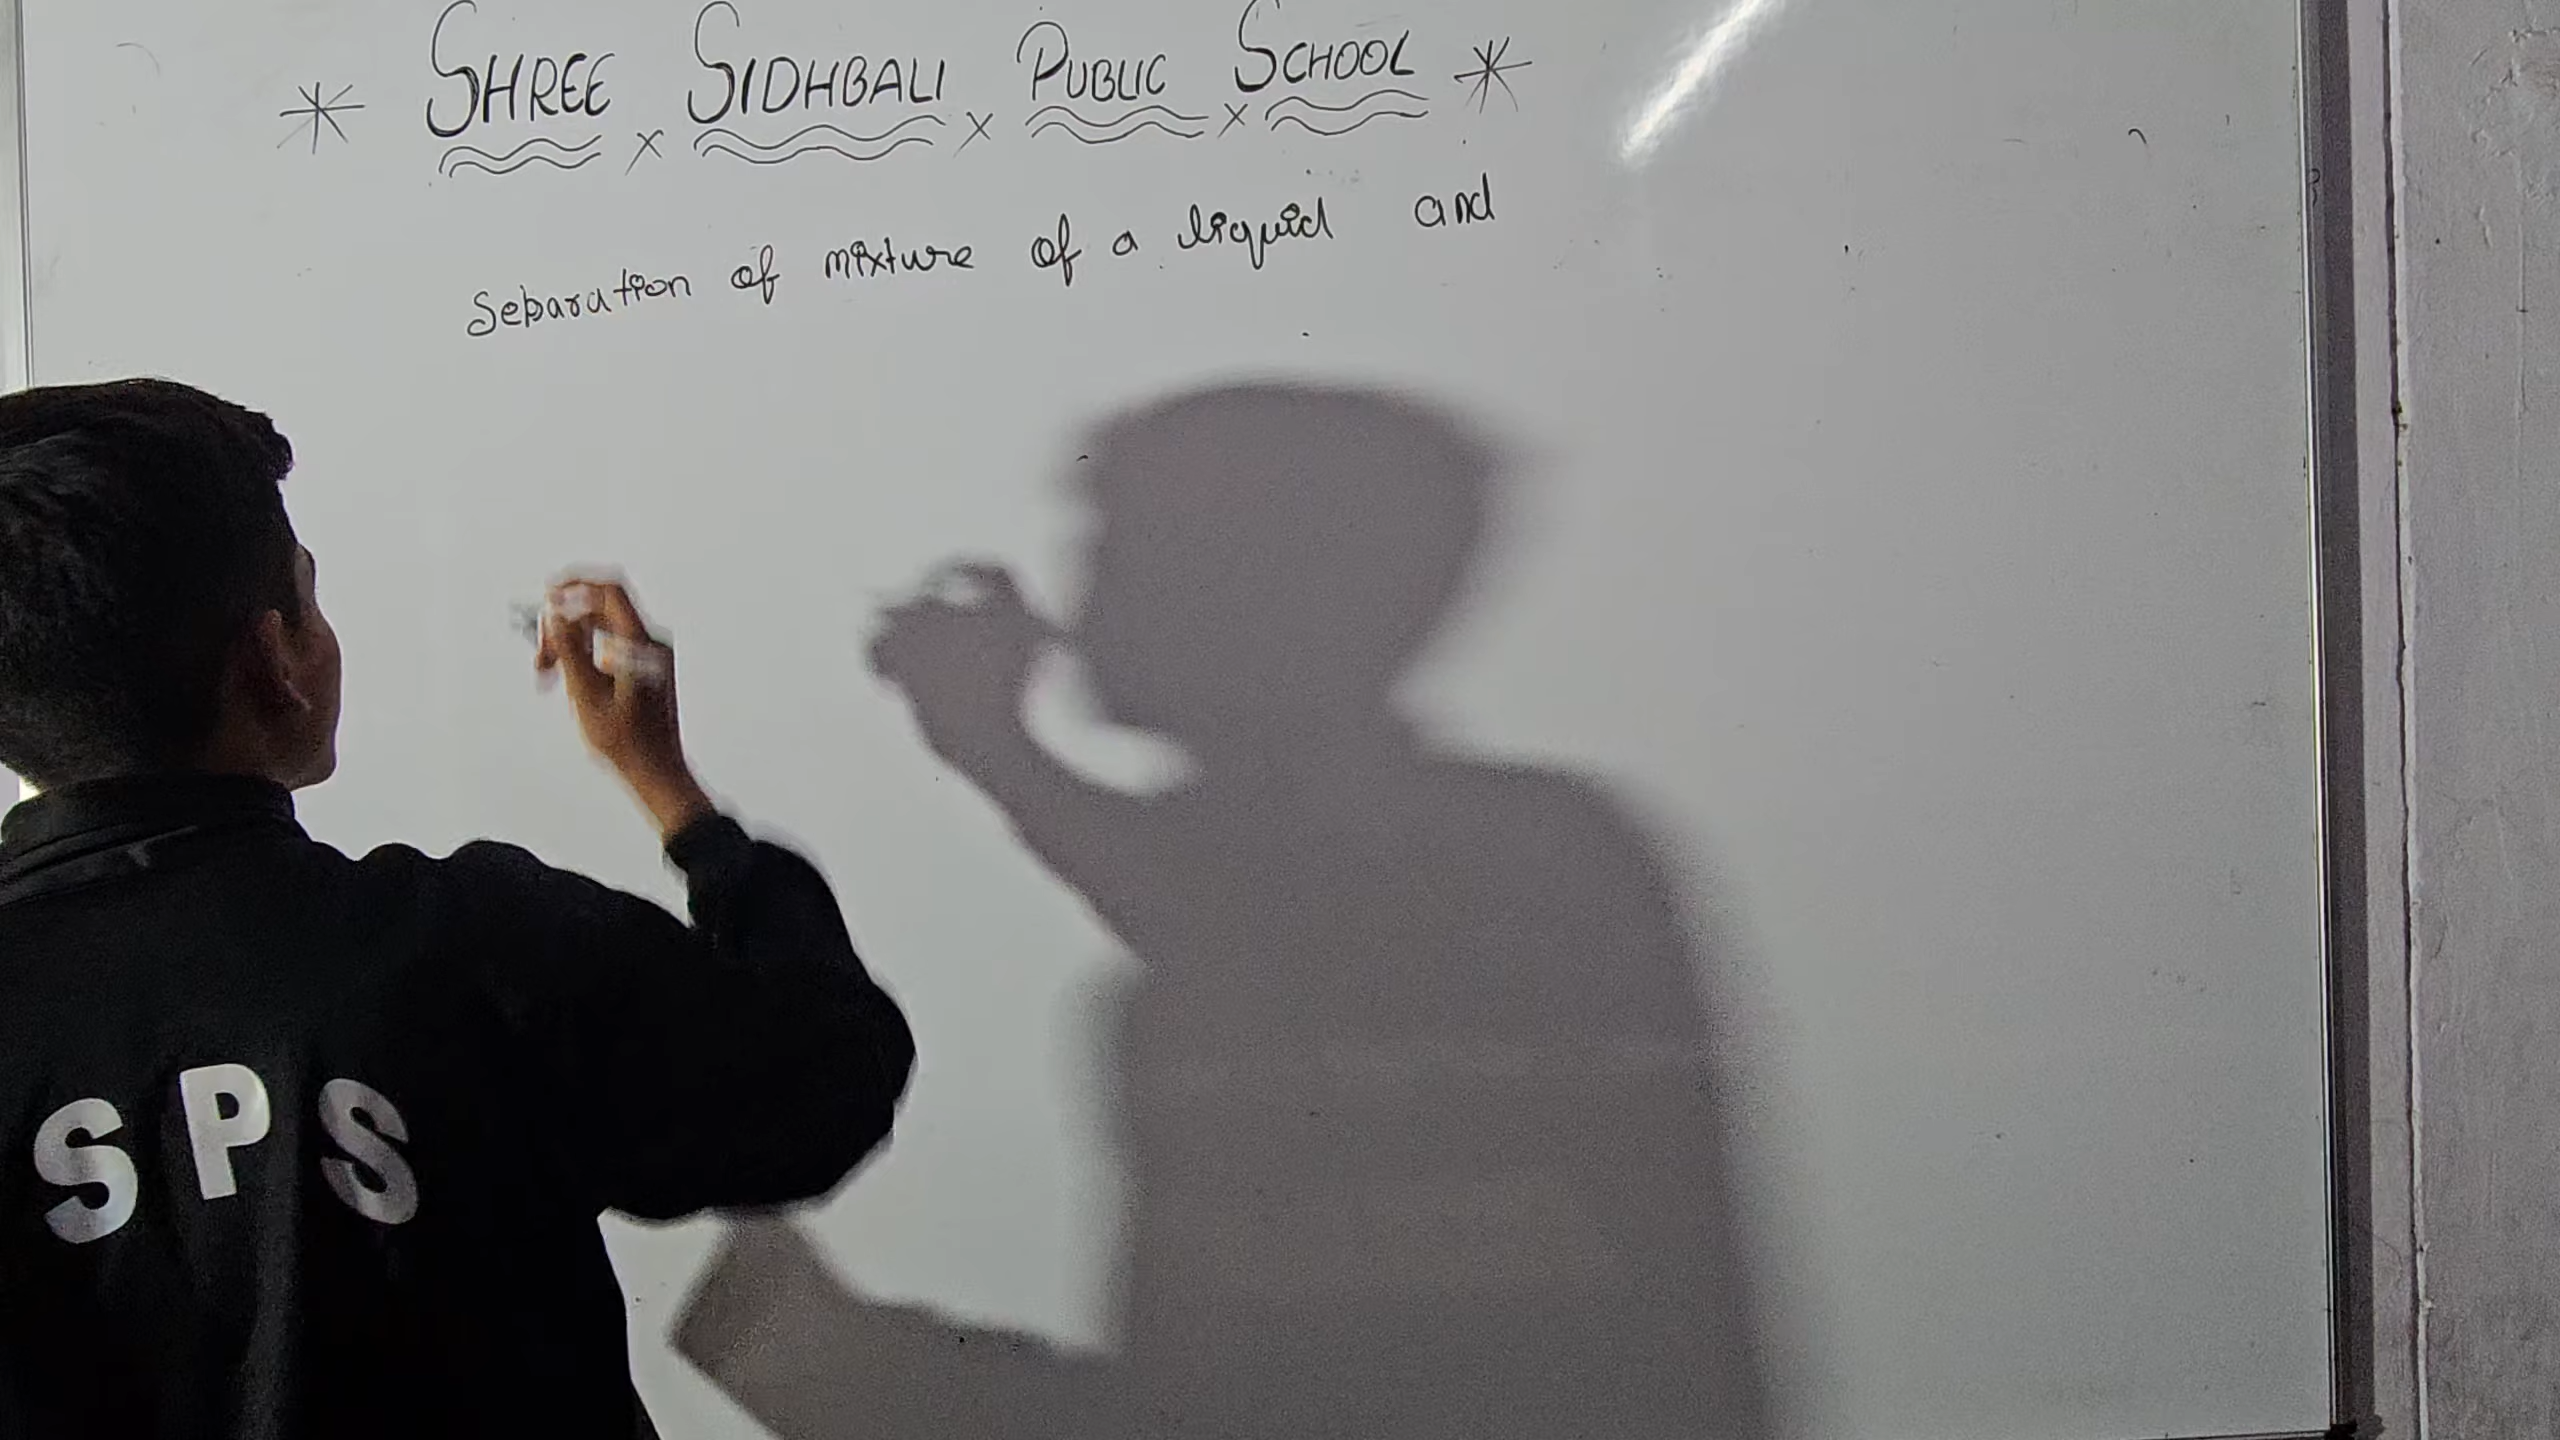 * SHREE SIDHBALI PUBLIC SCHOOL *
x x x
Separation of mixture of a liquid and
SPS